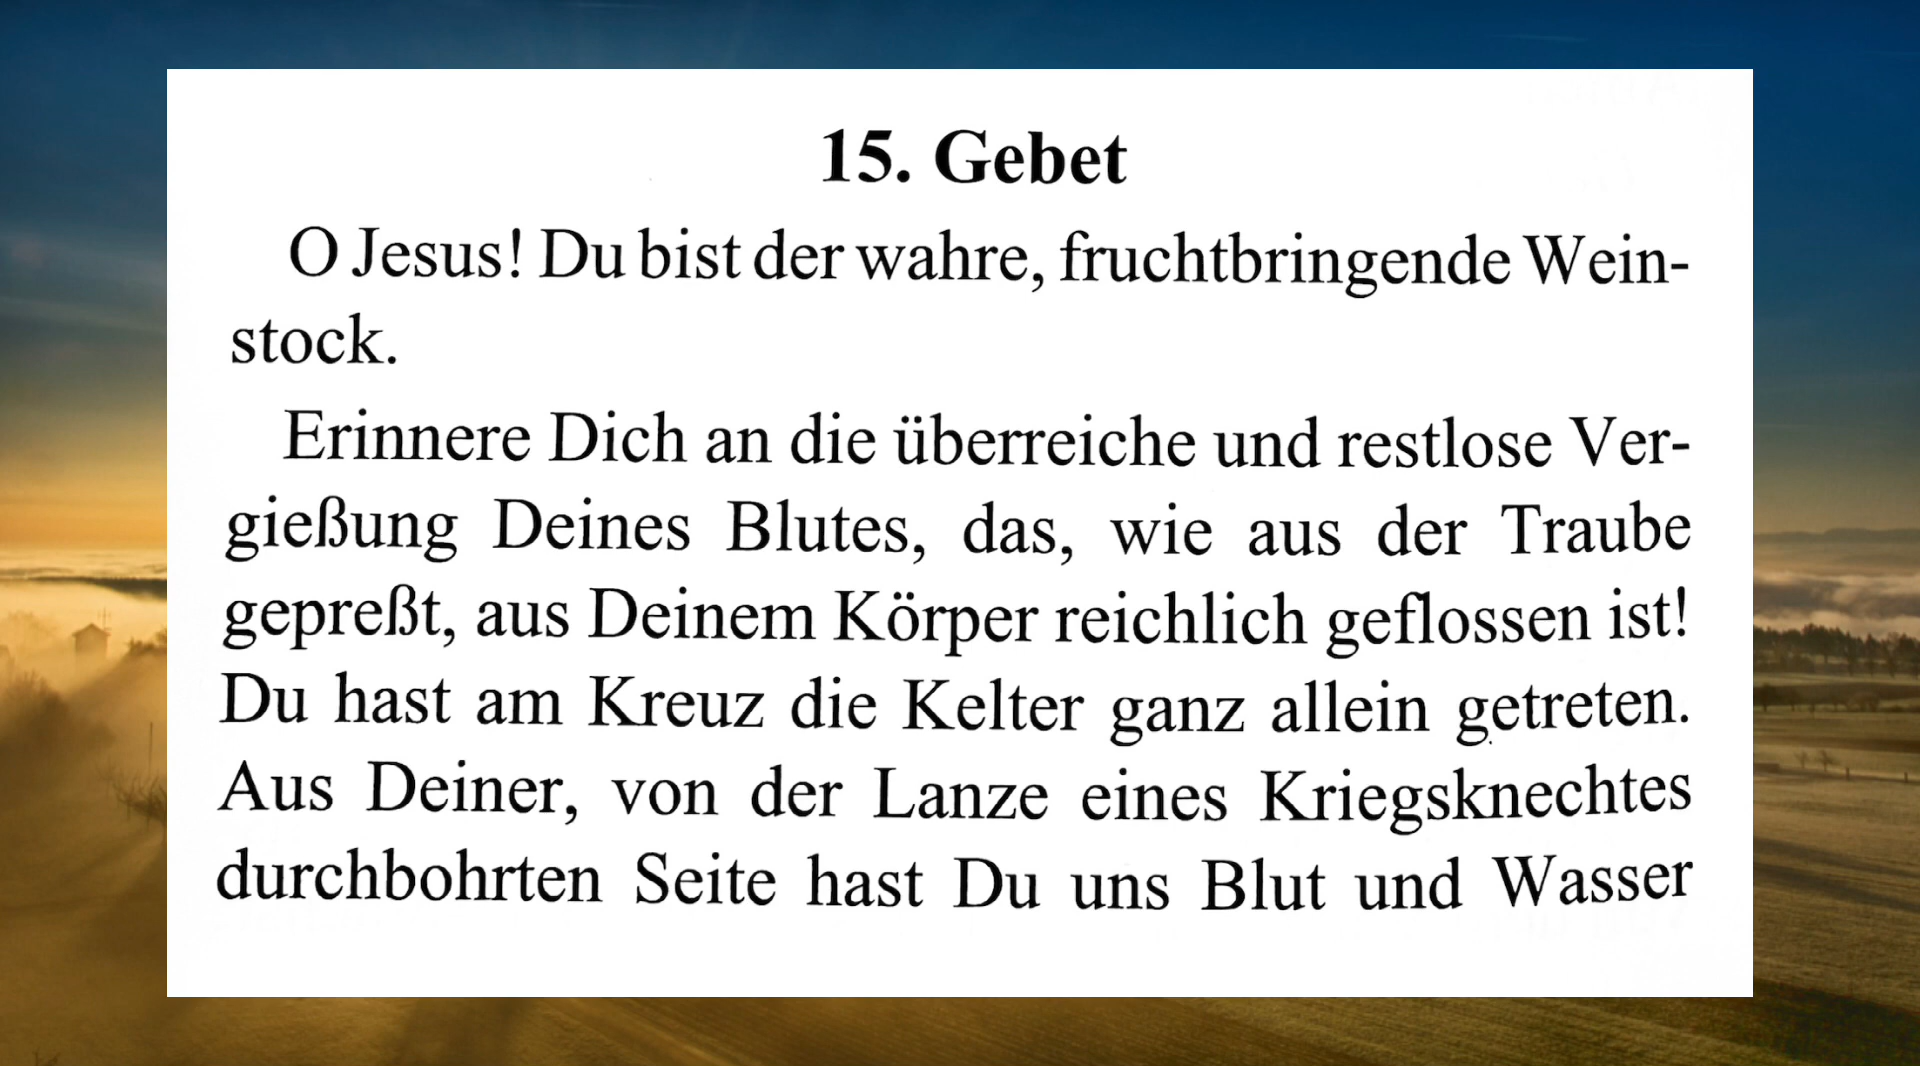 15. Gebet
O Jesus! Du bist der wahre, fruchtbringende Wein-
stock.
Erinnere Dich an die überreiche und restlose Ver-
gießung Deines Blutes, das, wie aus der Traube
gepreßt, aus Deinem Körper reichlich geflossen ist!
Du hast am Kreuz die Kelter ganz allein getreten.
Aus Deiner, von der Lanze eines Kriegsknechtes
durchbohrten Seite hast Du uns Blut und Wasser